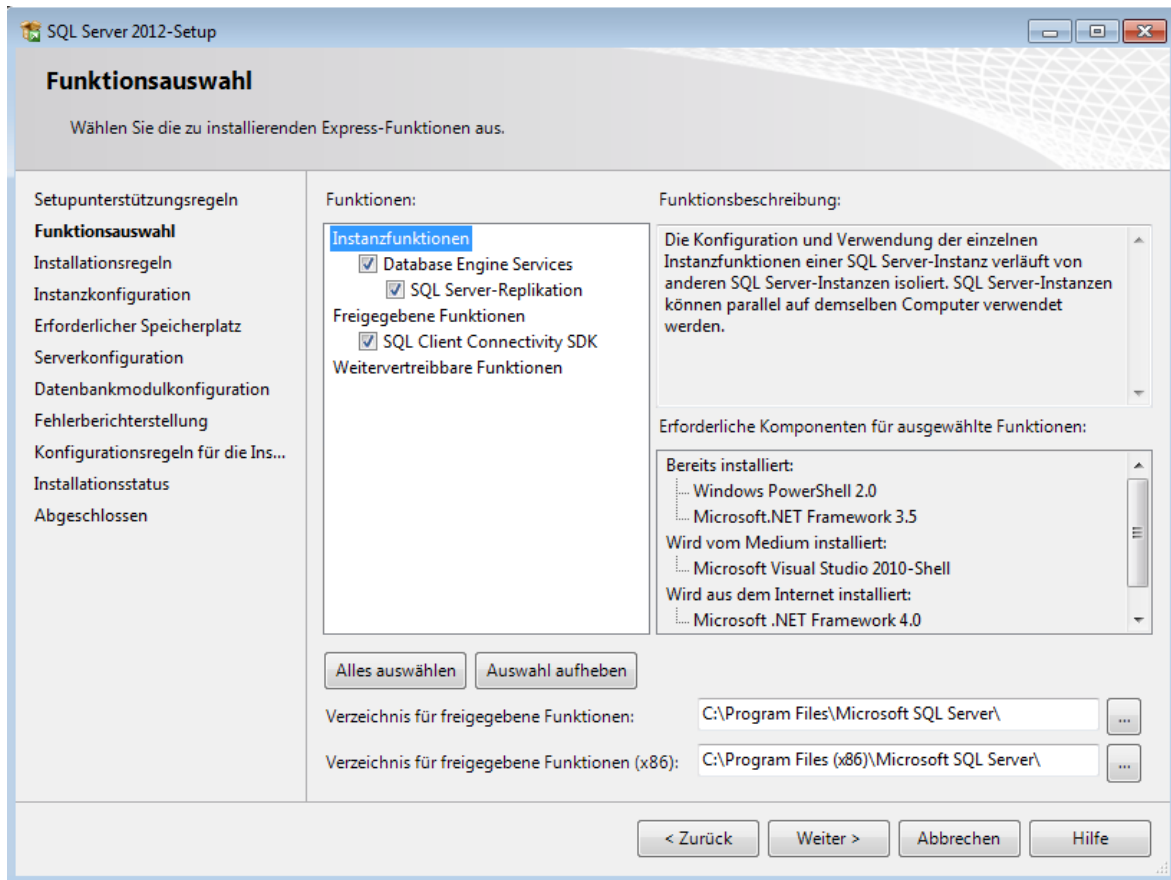 SQL Server 2012-Setup
Funktionsauswahl
Wählen Sie die zu installierenden Express-Funktionen aus.
Setupunterstützungsregeln
Funktionsauswahl
Installationsregeln
Instanzkonfiguration
Erforderlicher Speicherplatz
Serverkonfiguration
Datenbankmodulkonfiguration
Fehlerberichterstellung
Konfigurationsregeln für die Ins...
Installationsstatus
Abgeschlossen
Funktionen:
Instanzfunktionen
Database Engine Services
SQL Server-Replikation
Freigegebene Funktionen
SQL Client Connectivity SDK
Weitervertreibbare Funktionen
Funktionsbeschreibung:
Die Konfiguration und Verwendung der einzelnen
Instanzfunktionen einer SQL Server-Instanz verläuft von
anderen SQL Server-Instanzen isoliert. SQL Server-Instanzen
können parallel auf demselben Computer verwendet
werden.
Erforderliche Komponenten für ausgewählte Funktionen:
Bereits installiert:
Windows PowerShell 2.0
Microsoft.NET Framework 3.5
Wird vom Medium installiert:
Microsoft Visual Studio 2010-Shell
Wird aus dem Internet installiert:
Microsoft .NET Framework 4.0
Alles auswählen
Auswahl aufheben
Verzeichnis für freigegebene Funktionen:
C:\Program Files\Microsoft SQL Server\
...
Verzeichnis für freigegebene Funktionen (x86):
C:\Program Files (x86)\Microsoft SQL Server\
...
< Zurück
Weiter >
Abbrechen
Hilfe